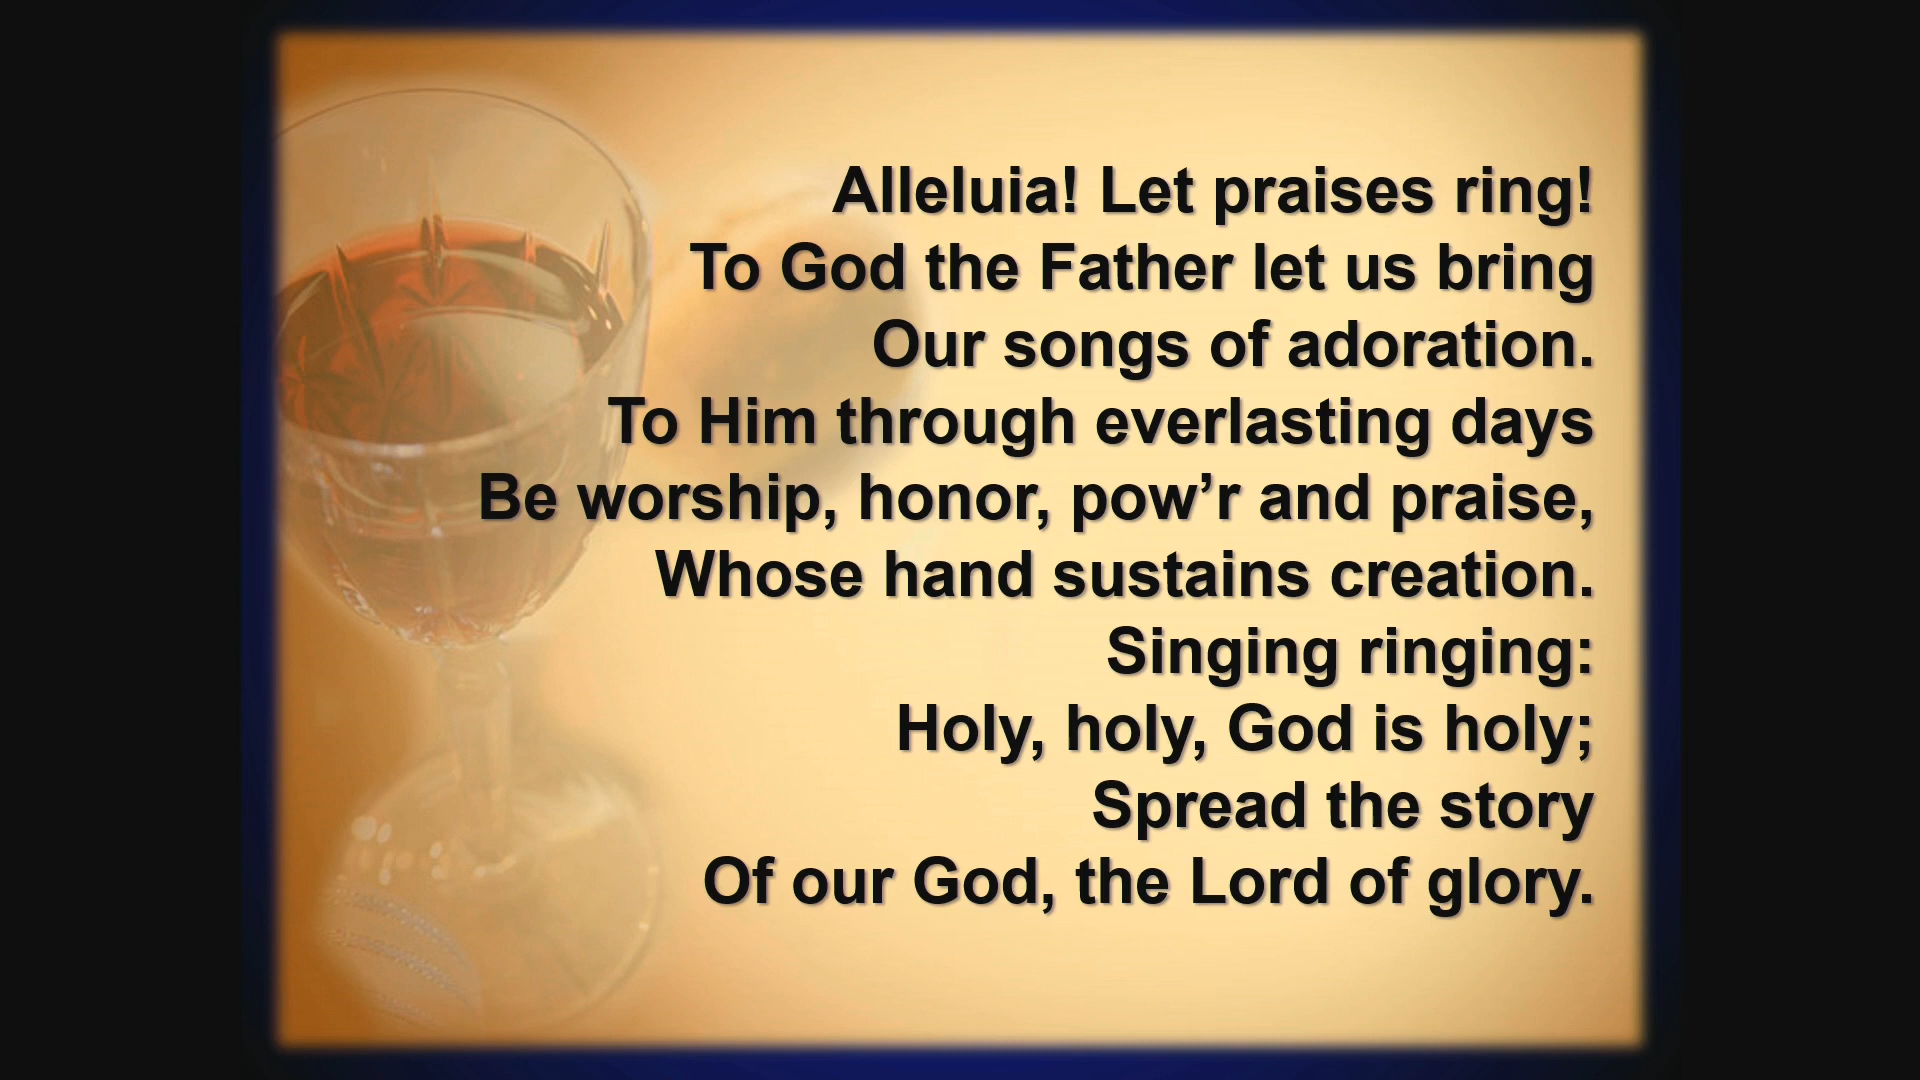 Alleluia! Let praises ring!
To God the Father let us bring
Our songs of adoration.
To Him through everlasting days
Be worship, honor, pow’r and praise,
Whose hand sustains creation.
Singing ringing:
Holy, holy, God is holy;
Spread the story
Of our God, the Lord of glory.